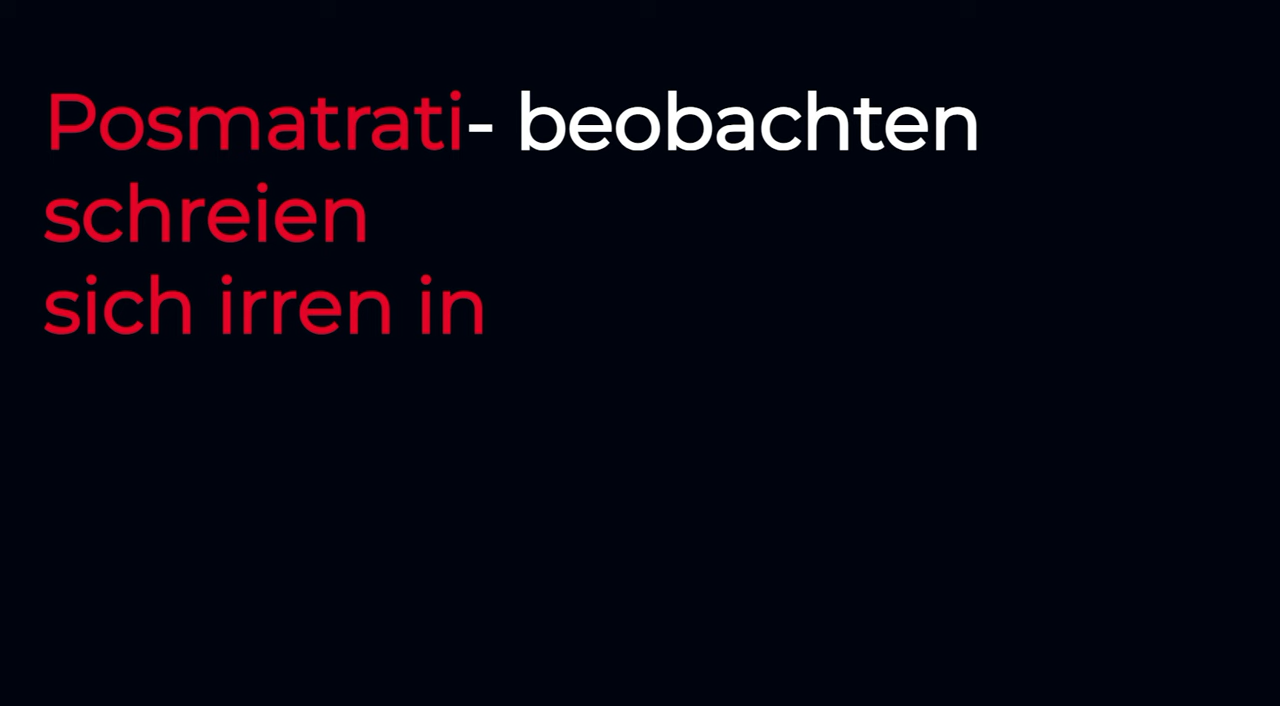 Posmatrati- beobachten
schreien
sich irren in